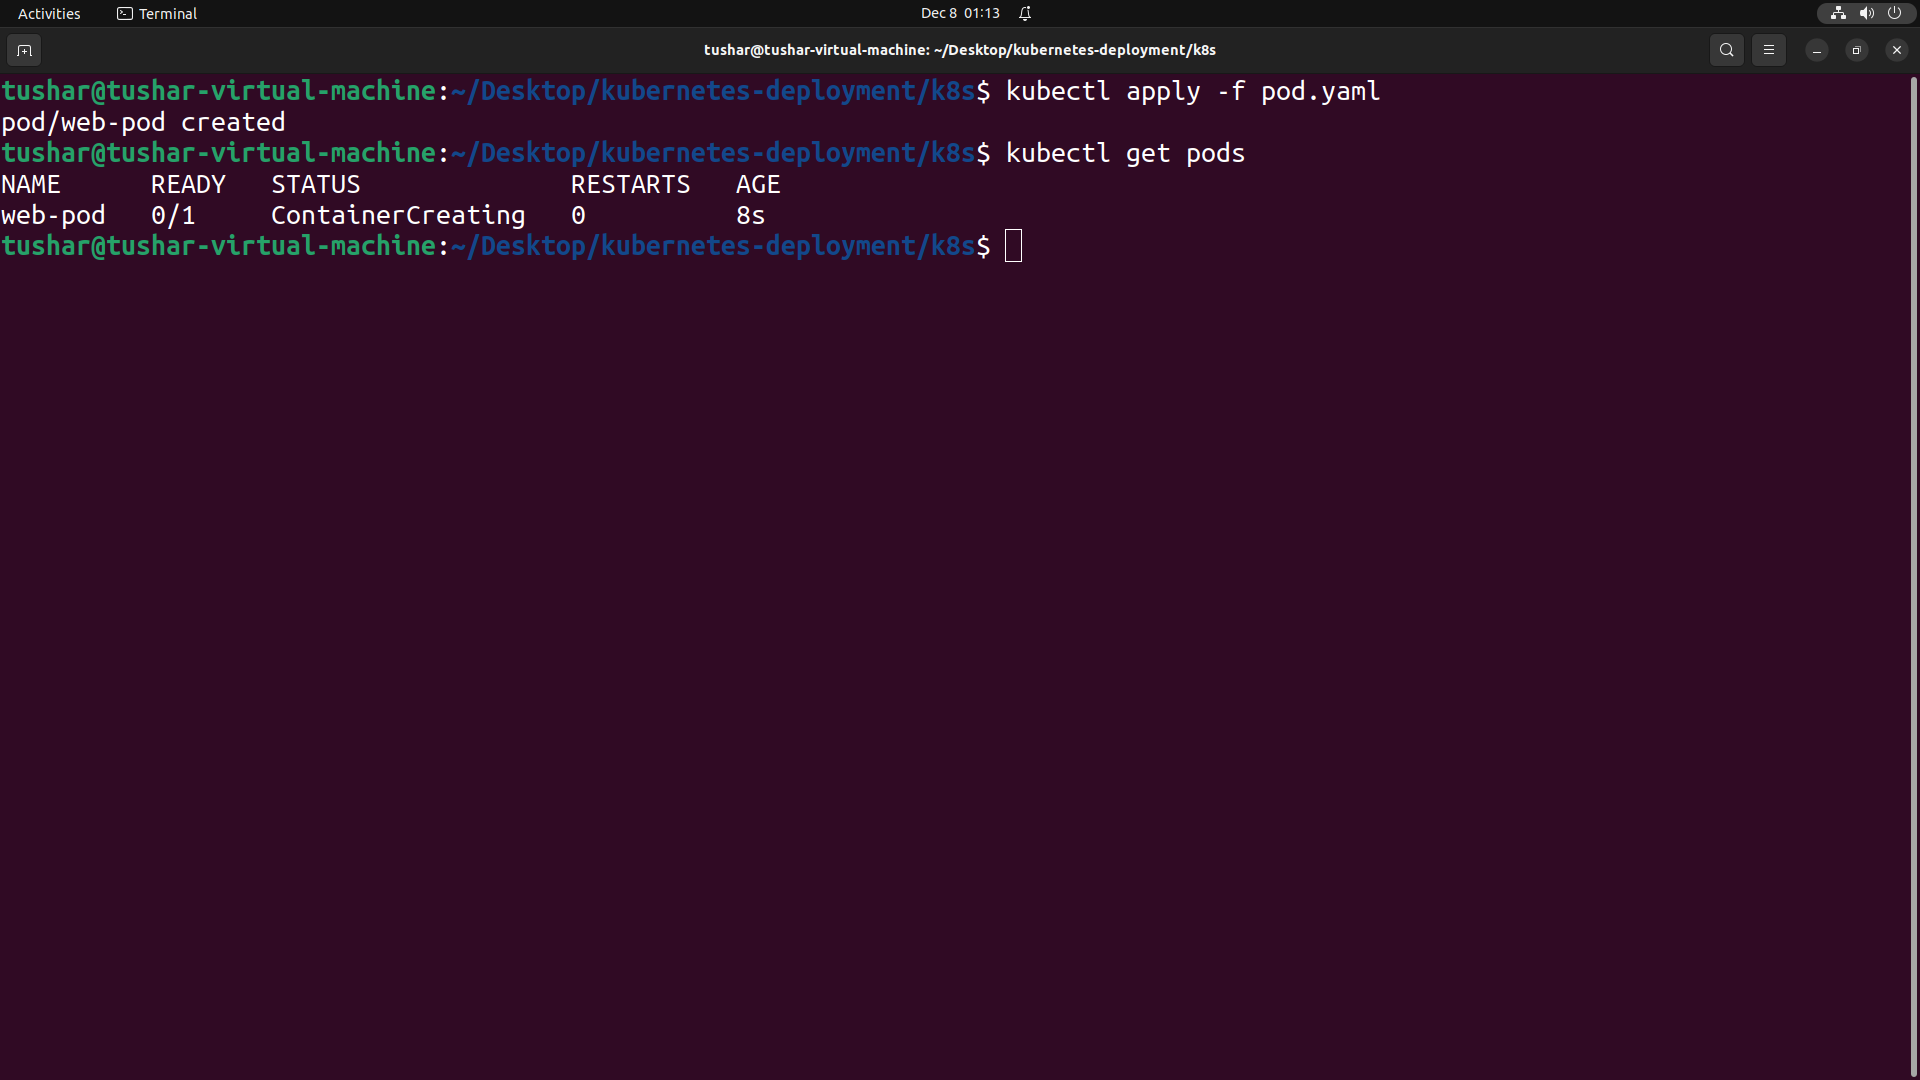 Activities Terminal Dec 8 01:13
tushar@tushar-virtual-machine: ~/Desktop/kubernetes-deployment/k8s
tushar@tushar-virtual-machine:~/Desktop/kubernetes-deployment/k8s$ kubectl apply -f pod.yaml
pod/web-pod created
tushar@tushar-virtual-machine:~/Desktop/kubernetes-deployment/k8s$ kubectl get pods
NAME      READY   STATUS              RESTARTS   AGE
web-pod   0/1     ContainerCreating   0          8s
tushar@tushar-virtual-machine:~/Desktop/kubernetes-deployment/k8s$